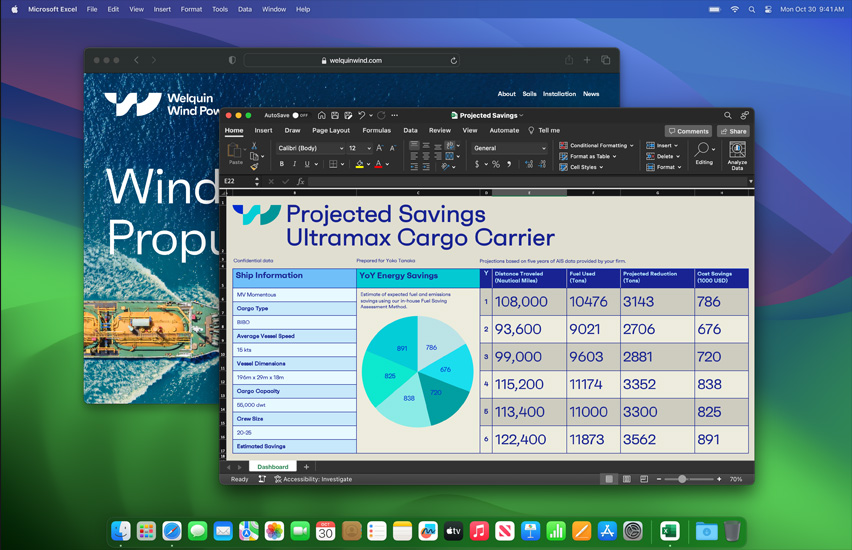 Microsoft Excel File Edit View Insert Format Tools Data Window Help Mon Oct 30 9:41 AM
welquinwind.com
Welquin
Wind Pow
About Sails Installation News
Wind
Propu
AutoSave OFF Projected Savings
Home Insert Draw Page Layout Formulas Data Review View Automate Tell me Comments Share
Paste
Calibri (Body) 12 General
B I U
Conditional Formatting
Format as Table
Cell Styles
Insert
Delete
Format
Editing
Analyze
Data
E22 fx
Projected Savings
Ultramax Cargo Carrier
Confidential data Prepared for Yoko Tanaka Projections based on five years of AIS data provided by your firm.
Ship Information
MV Momentous
Cargo Type
BIBO
Average Vessel Speed
15 kts
Vessel Dimensions
196m x 29m x 18m
Cargo Capacity
55,000 dwt
Crew Size
20-25
Estimated Savings
YoY Energy Savings
Estimate of expected fuel and emissions
savings using our in-house Fuel Saving
Assessment Method.
891 786
825 676
838 720
Y Distance Traveled (Nautical Miles) Fuel Used (Tons) Projected Reduction (Tons) Cost Savings (1000 USD)
1 108,000 10476 3143 786
2 93,600 9021 2706 676
3 99,000 9603 2881 720
4 115,200 11174 3352 838
5 113,400 11000 3300 825
6 122,400 11873 3562 891
Dashboard +
Ready Accessibility: Investigate 70%
OCT
30
tv